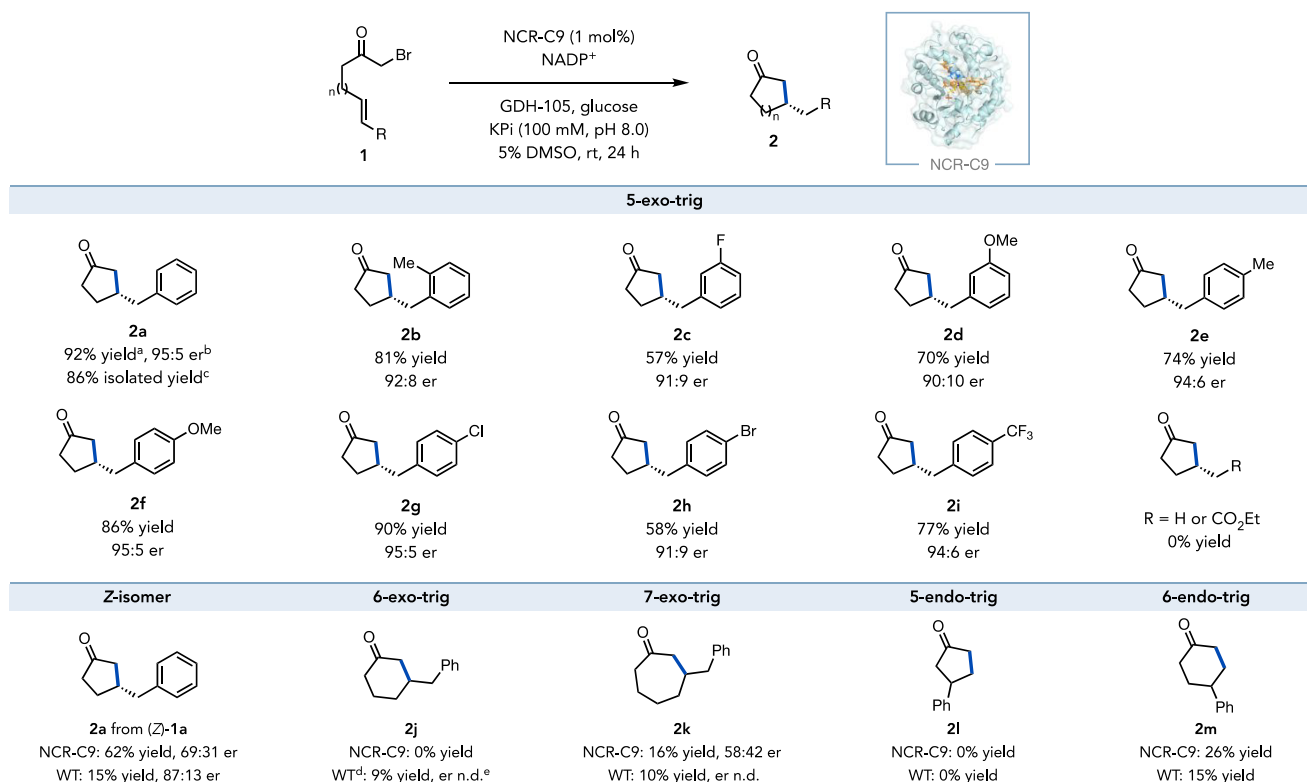 O
Br
n
R
1
NCR-C9 (1 mol%)
NADP⁺
GDH-105, glucose
KPi (100 mM, pH 8.0)
5% DMSO, rt, 24 h
O
R
n
2
NCR-C9
5-exo-trig
O
2a
92% yieldᵃ, 95:5 erᵇ
86% isolated yieldᶜ
O
Me
2b
81% yield
92:8 er
O
F
2c
57% yield
91:9 er
O
OMe
2d
70% yield
90:10 er
O
Me
2e
74% yield
94:6 er
O
OMe
2f
86% yield
95:5 er
O
Cl
2g
90% yield
95:5 er
O
Br
2h
58% yield
91:9 er
O
CF₃
2i
77% yield
94:6 er
O
R
R = H or CO₂Et
0% yield
Z-isomer
6-exo-trig
7-exo-trig
5-endo-trig
6-endo-trig
O
2a from (Z)-1a
NCR-C9: 62% yield, 69:31 er
WT: 15% yield, 87:13 er
O
Ph
2j
NCR-C9: 0% yield
WTᵈ: 9% yield, er n.d.ᵉ
O
Ph
2k
NCR-C9: 16% yield, 58:42 er
WT: 10% yield, er n.d.
O
Ph
2l
NCR-C9: 0% yield
WT: 0% yield
O
Ph
2m
NCR-C9: 26% yield
WT: 15% yield